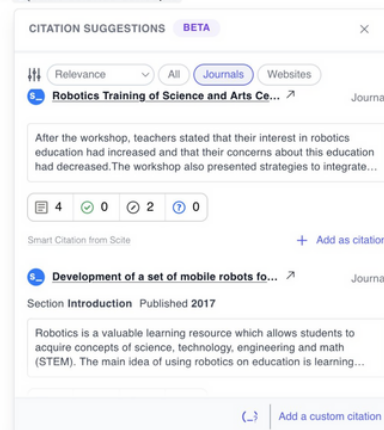 CITATION SUGGESTIONS BETA
Relevance All Journals Websites
Robotics Training of Science and Arts Ce...
After the workshop, teachers stated that their interest in robotics
education had increased and that their concerns about this education
had decreased.The workshop also presented strategies to integrate...
4 0 2 0
Smart Citation from Scite
+ Add as citation
Development of a set of mobile robots fo...
Section Introduction Published 2017
Robotics is a valuable learning resource which allows students to
acquire concepts of science, technology, engineering and math
(STEM). The main idea of using robotics on education is learning...
Add a custom citation